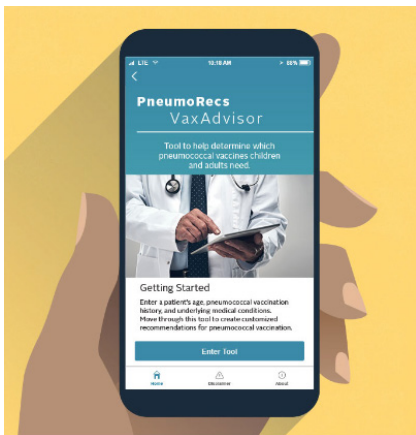 LTE
10:10 AM
PneumoRecs
VaxAdvisor
Tool to help determine which
pneumococcal vaccines children
and adults need.
Getting Started
Enter a patient's age, pneumococcal vaccination
history, and underlying medical conditions.
Move through this tool to create customized
recommendations for pneumococcal vaccination.
Enter Tool
Home Disclaimer About